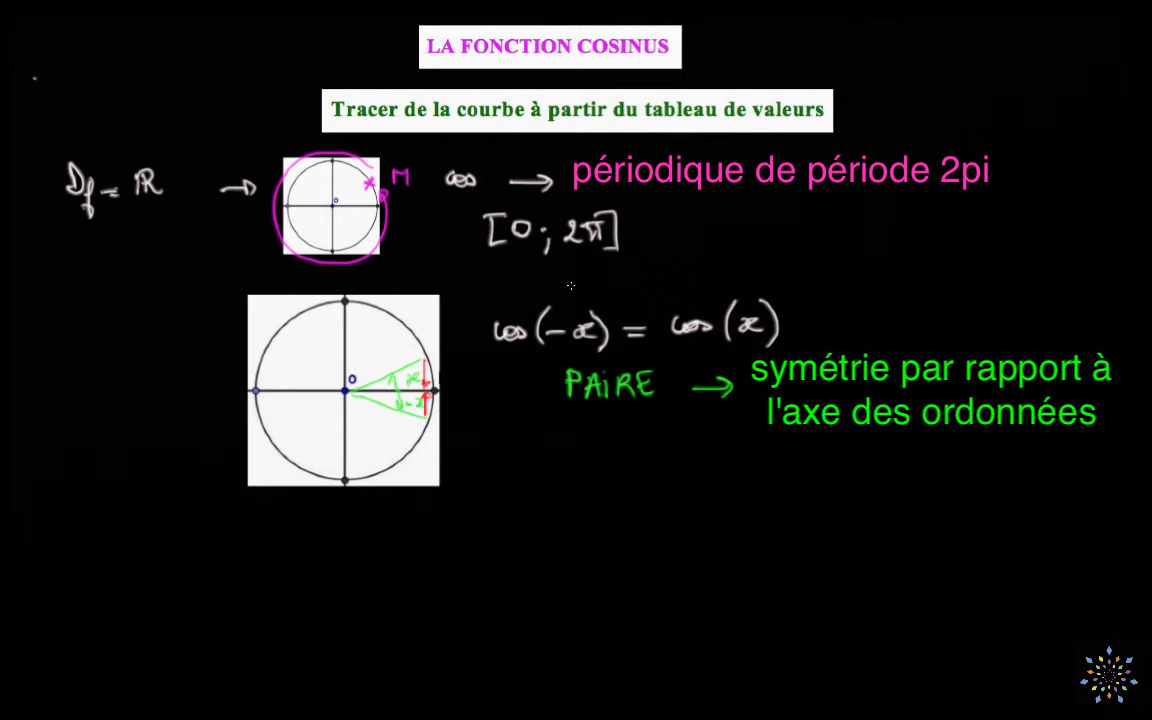 LA FONCTION COSINUS
Tracer de la courbe à partir du tableau de valeurs
Df = ℝ → M cos → périodique de période 2pi
o
[0 ; 2π]
cos(-x) = cos(x)
O x
-x
PAIRE → symétrie par rapport à
l'axe des ordonnées